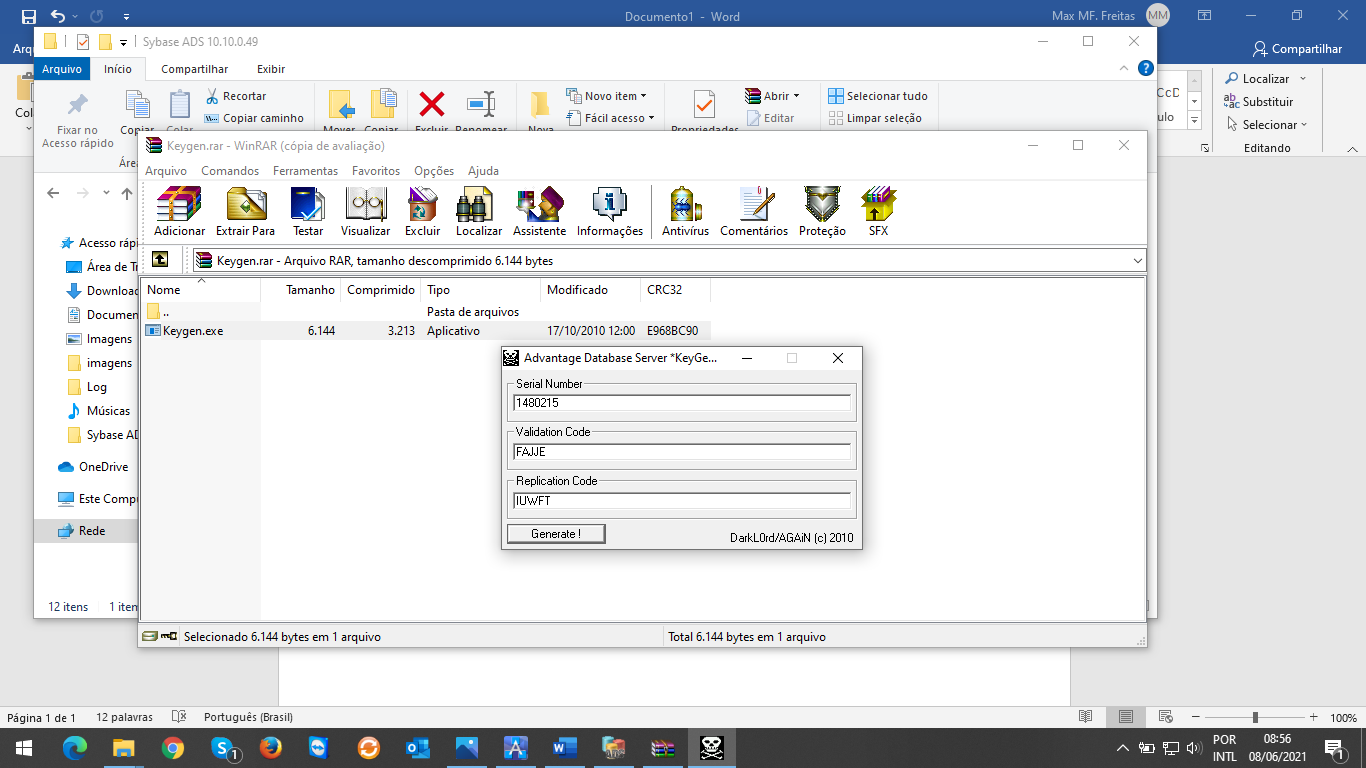 Documento1 - Word
Max MF. Freitas
MM
Arq
Compartilhar
Sybase ADS 10.10.0.49
Arquivo
Início
Compartilhar
Exibir
Fixar no
Acesso rápido
Copiar
Colar
Recortar
Copiar caminho
Mover
Copiar
Excluir
Renomear
Nova
Novo item
Fácil acesso
Propriedades
Abrir
Editar
Selecionar tudo
Limpar seleção
Localizar
Substituir
Selecionar
Editando
Keygen.rar - WinRAR (cópia de avaliação)
Arquivo Comandos Ferramentas Favoritos Opções Ajuda
Adicionar Extrair Para Testar Visualizar Excluir Localizar Assistente Informações Antivírus Comentários Proteção SFX
Keygen.rar - Arquivo RAR, tamanho descomprimido 6.144 bytes
Nome Tamanho Comprimido Tipo Modificado CRC32
.. Pasta de arquivos
Keygen.exe 6.144 3.213 Aplicativo 17/10/2010 12:00 E968BC90
Acesso rápi
Área de Tr
Download
Documen
Imagens
imagens
Log
Músicas
Sybase AD
OneDrive
Este Compu
Rede
12 itens 1 iten
Advantage Database Server *KeyGe...
Serial Number
1480215
Validation Code
FAJJE
Replication Code
IUWFT
Generate !
DarkL0rd/AGAiN (c) 2010
Selecionado 6.144 bytes em 1 arquivo
Total 6.144 bytes em 1 arquivo
Página 1 de 1 12 palavras Português (Brasil)
100%
POR
INTL
08:56
08/06/2021
1
1